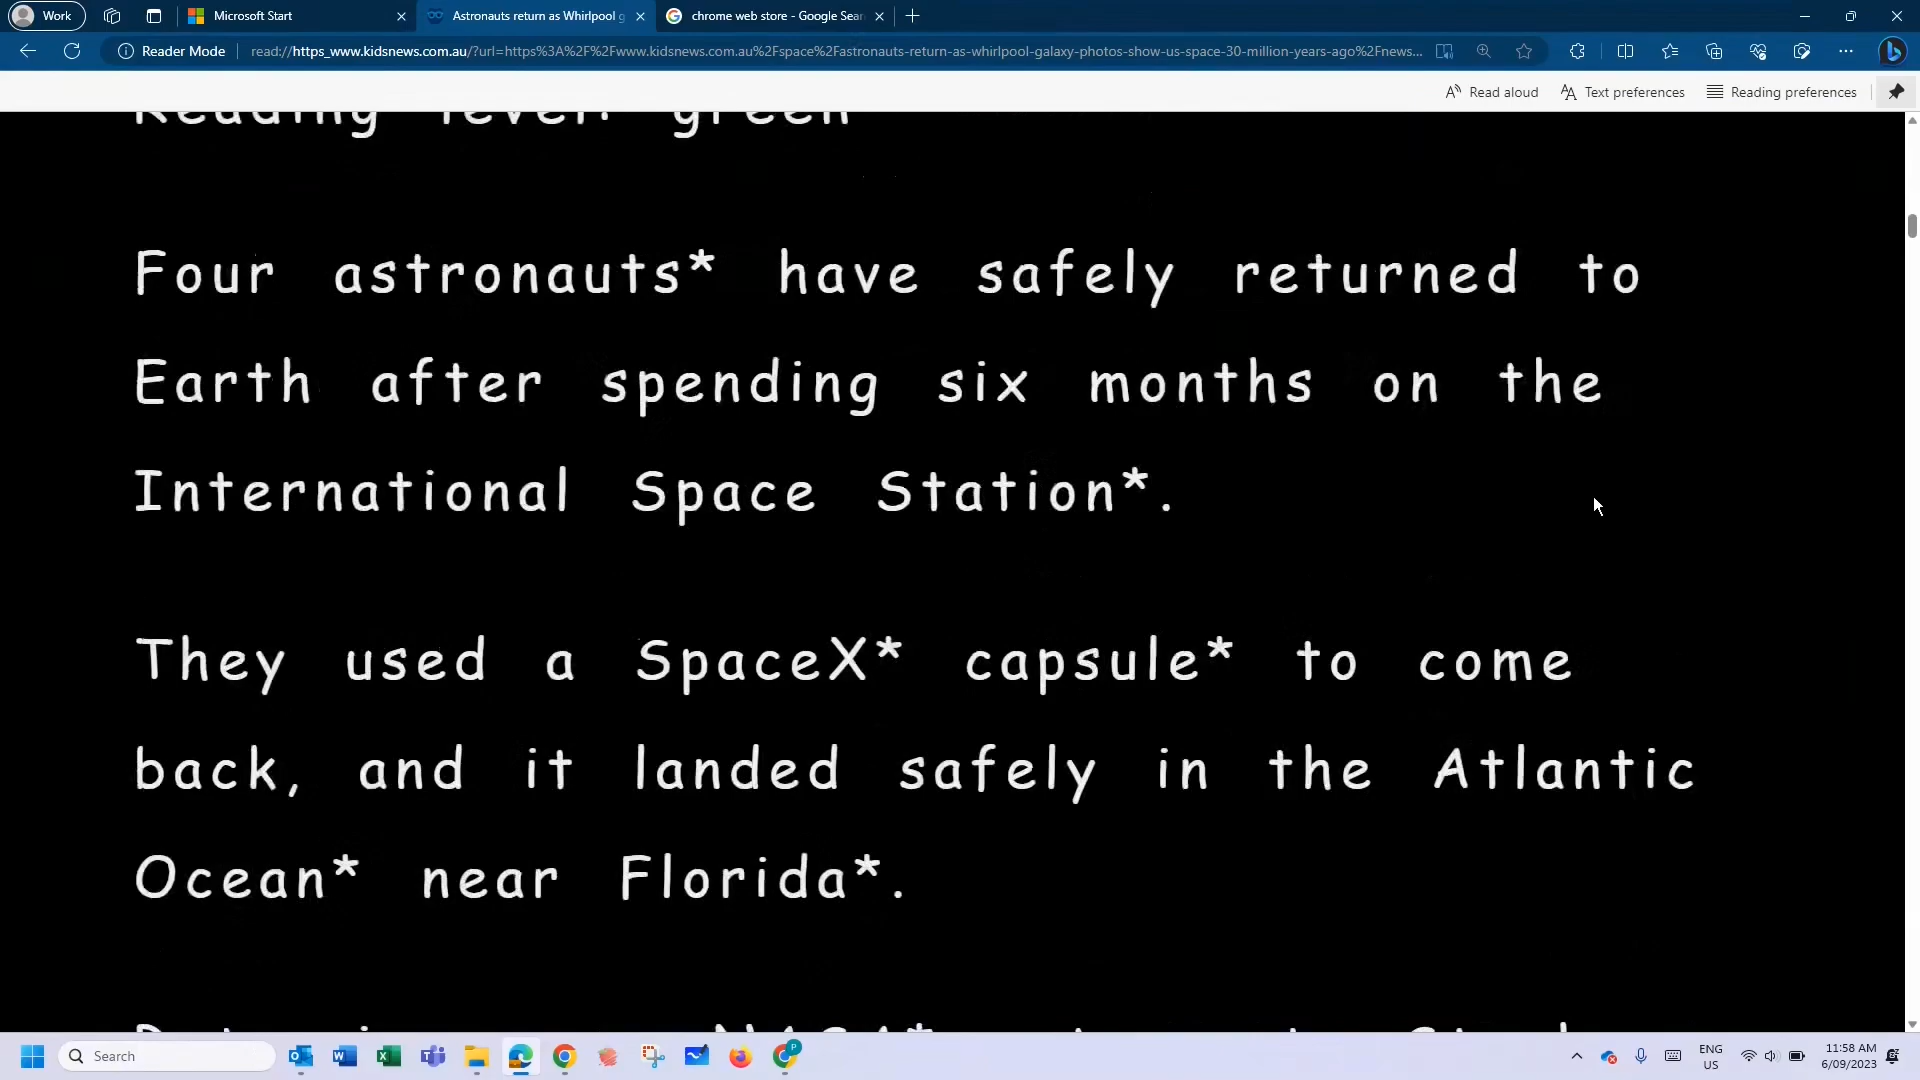 Work
Microsoft Start
Astronauts return as Whirlpool g
chrome web store - Google Sear
Reader Mode
read://https_www.kidsnews.com.au/?url=https%3A%2F%2Fwww.kidsnews.com.au%2Fspace%2Fastronauts-return-as-whirlpool-galaxy-photos-show-us-space-30-million-years-ago%2Fnews...
Read aloud
Text preferences
Reading preferences
Reading level: green
Four astronauts* have safely returned to
Earth after spending six months on the
International Space Station*.
They used a SpaceX* capsule* to come
back, and it landed safely in the Atlantic
Ocean* near Florida*.
NASA*
Search
ENG
US
11:58 AM
6/09/2023